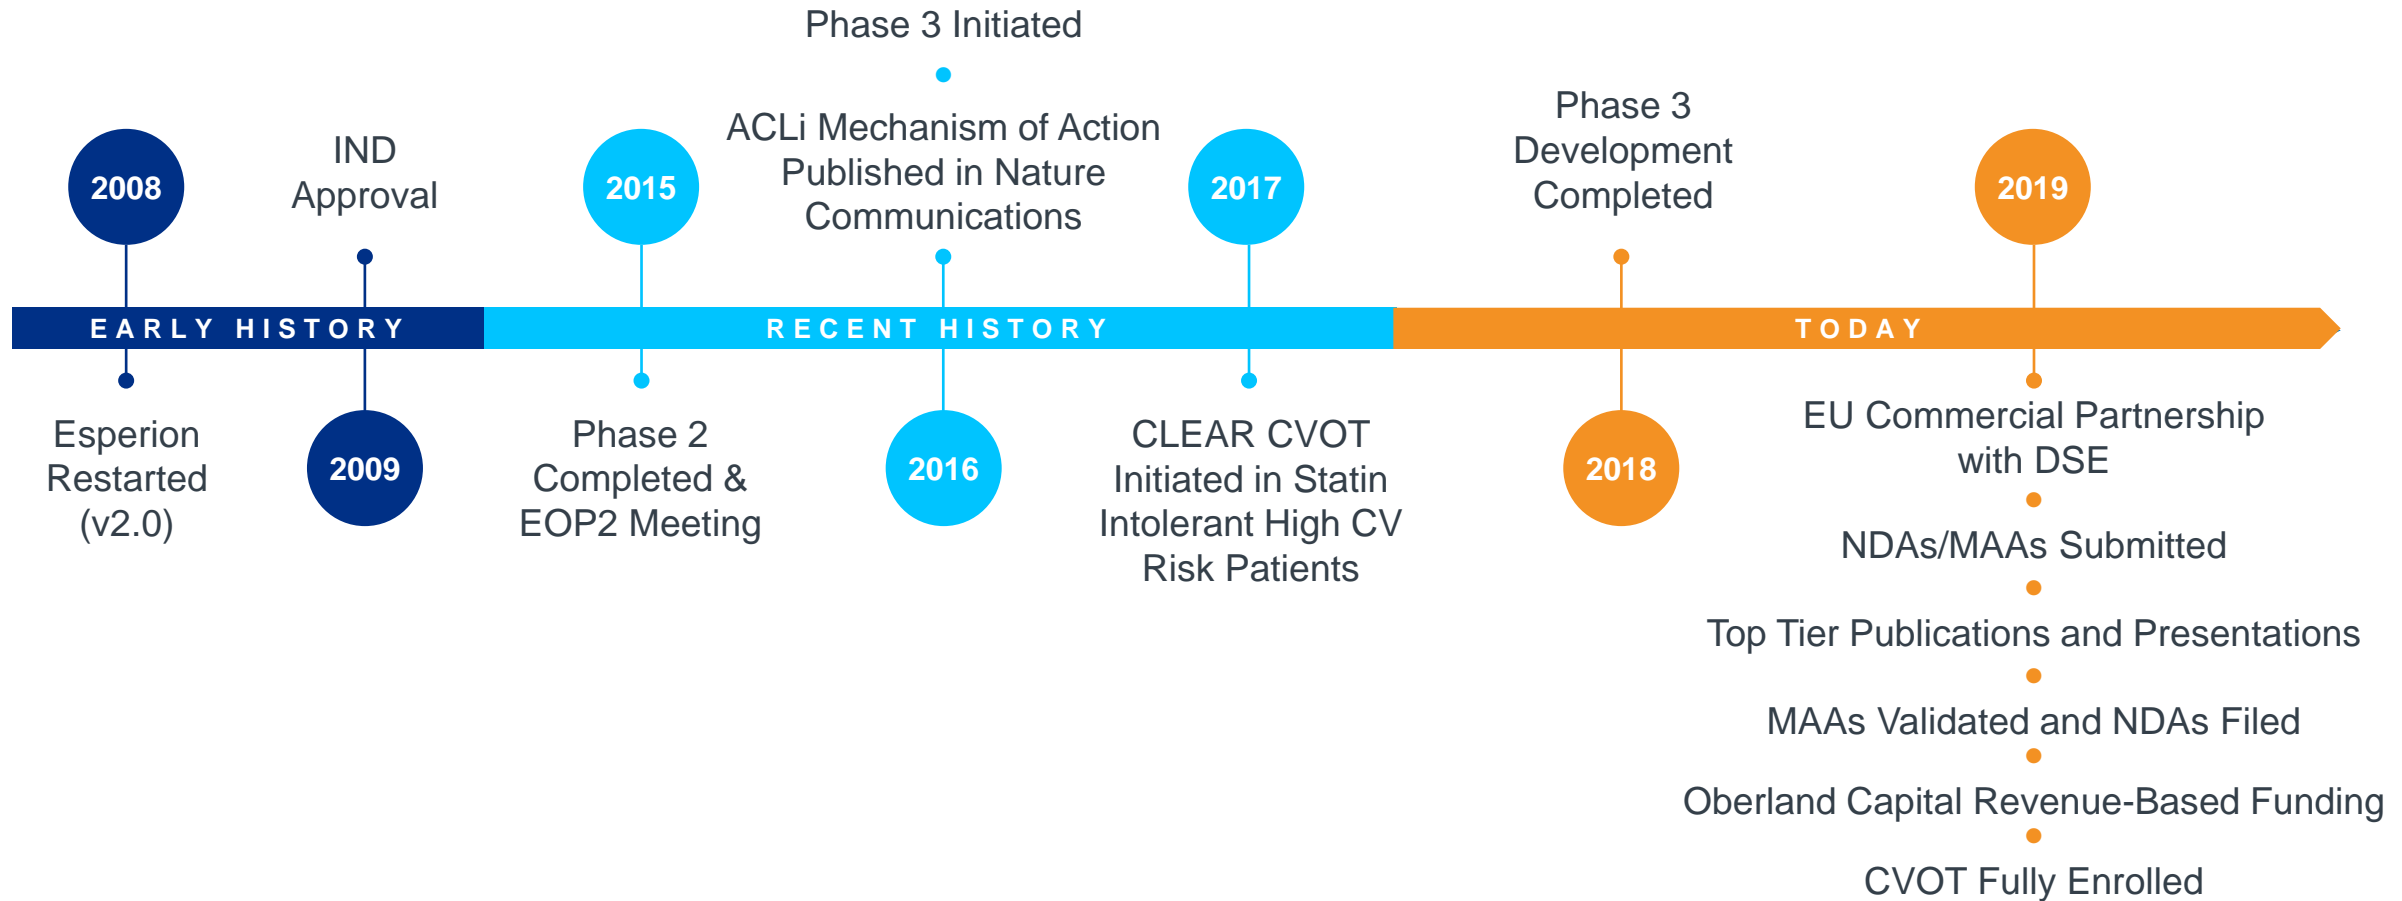 Phase 3 Initiated
ACLi Mechanism of Action
Published in Nature
Communications
Phase 3
Development
Completed
IND
Approval
2008
2015
2017
2019
EARLY HISTORY
RECENT HISTORY
TODAY
Esperion
Restarted
(v2.0)
2009
Phase 2
Completed &
EOP2 Meeting
2016
CLEAR CVOT
Initiated in Statin
Intolerant High CV
Risk Patients
2018
EU Commercial Partnership
with DSE
NDAs/MAAs Submitted
Top Tier Publications and Presentations
MAAs Validated and NDAs Filed
Oberland Capital Revenue-Based Funding
CVOT Fully Enrolled